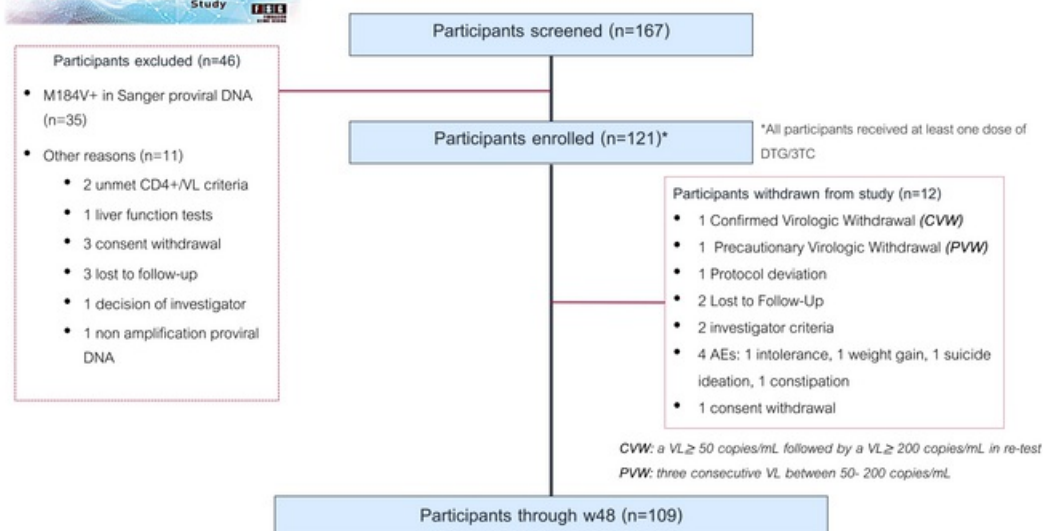 Study
FSG
Participants screened (n=167)
Participants excluded (n=46)
• M184V+ in Sanger proviral DNA
(n=35)
• Other reasons (n=11)
• 2 unmet CD4+/VL criteria
• 1 liver function tests
• 3 consent withdrawal
• 3 lost to follow-up
• 1 decision of investigator
• 1 non amplification proviral
DNA
Participants enrolled (n=121)*
*All participants received at least one dose of
DTG/3TC
Participants withdrawn from study (n=12)
• 1 Confirmed Virologic Withdrawal (CVW)
• 1 Precautionary Virologic Withdrawal (PVW)
• 1 Protocol deviation
• 2 Lost to Follow-Up
• 2 investigator criteria
• 4 AEs: 1 intolerance, 1 weight gain, 1 suicide
ideation, 1 constipation
• 1 consent withdrawal
CVW: a VL≥ 50 copies/mL followed by a VL≥ 200 copies/mL in re-test
PVW: three consecutive VL between 50- 200 copies/mL
Participants through w48 (n=109)